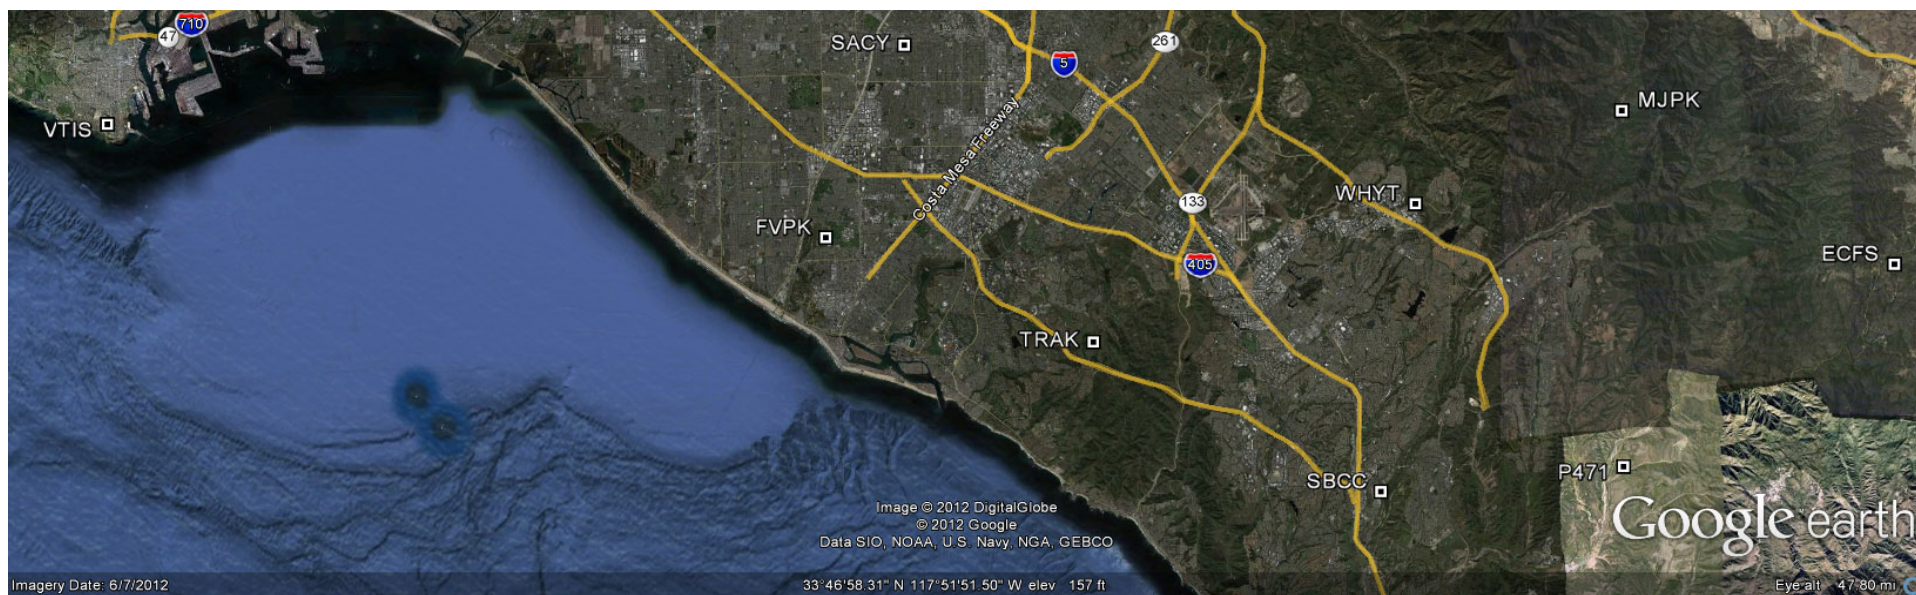 710
47
SACY
261
5
MJPK
VTIS
Costa Mesa Freeway
133
WHYT
FVPK
ECFS
405
TRAK
P471
SBCC
Google earth
Image © 2012 DigitalGlobe
© 2012 Google
Data SIO, NOAA, U.S. Navy, NGA, GEBCO
Imagery Date: 6/7/2012
33°46'58.31" N 117°51'51.50" W elev 157 ft
Eye alt 47.80 mi